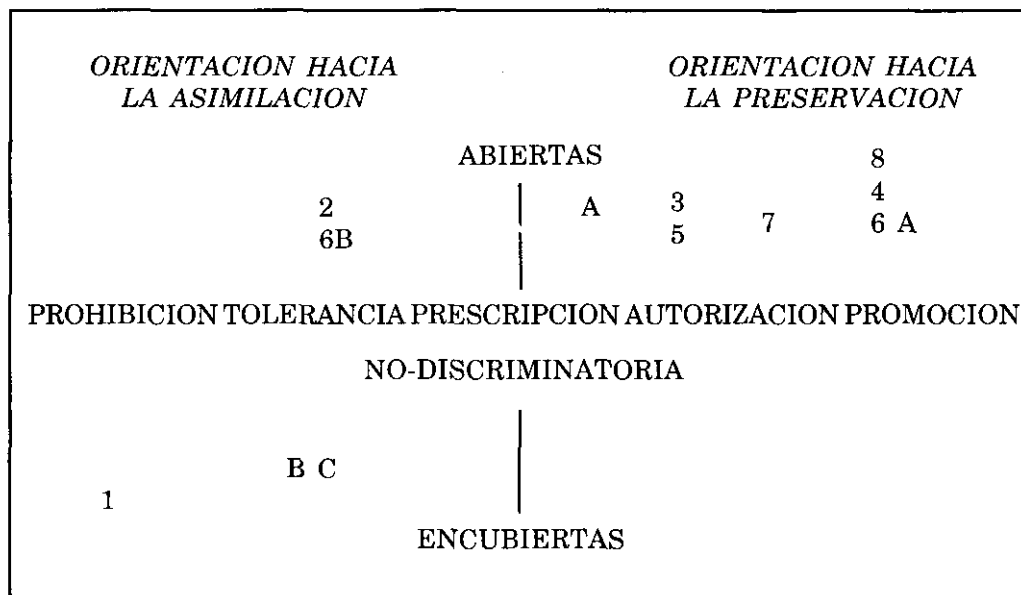 ORIENTACION HACIA LA ASIMILACION
ORIENTACION HACIA LA PRESERVACION
ABIERTAS
8
2 A 3 4
6B 5 7 6 A
PROHIBICION TOLERANCIA PRESCRIPCION AUTORIZACION PROMOCION
NO-DISCRIMINATORIA
B C
1
ENCUBIERTAS